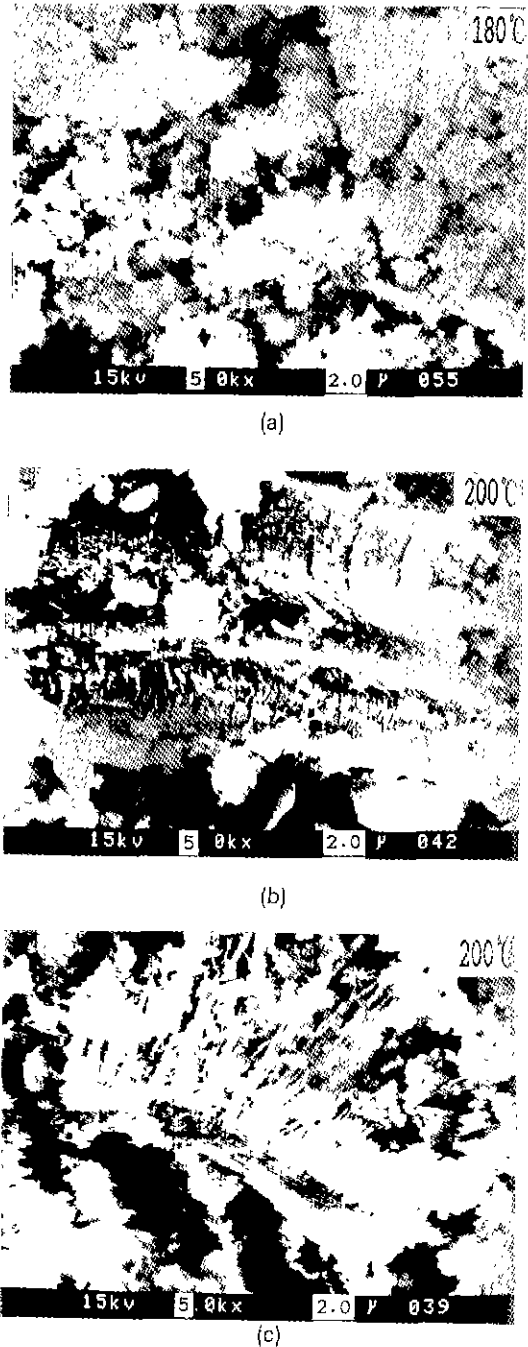 180℃
15kv 5.0kx 2.0 μ 055
(a)
200℃
15kv 5.0kx 2.0 μ 042
(b)
200℃
15kv 5.0kx 2.0 μ 039
(c)